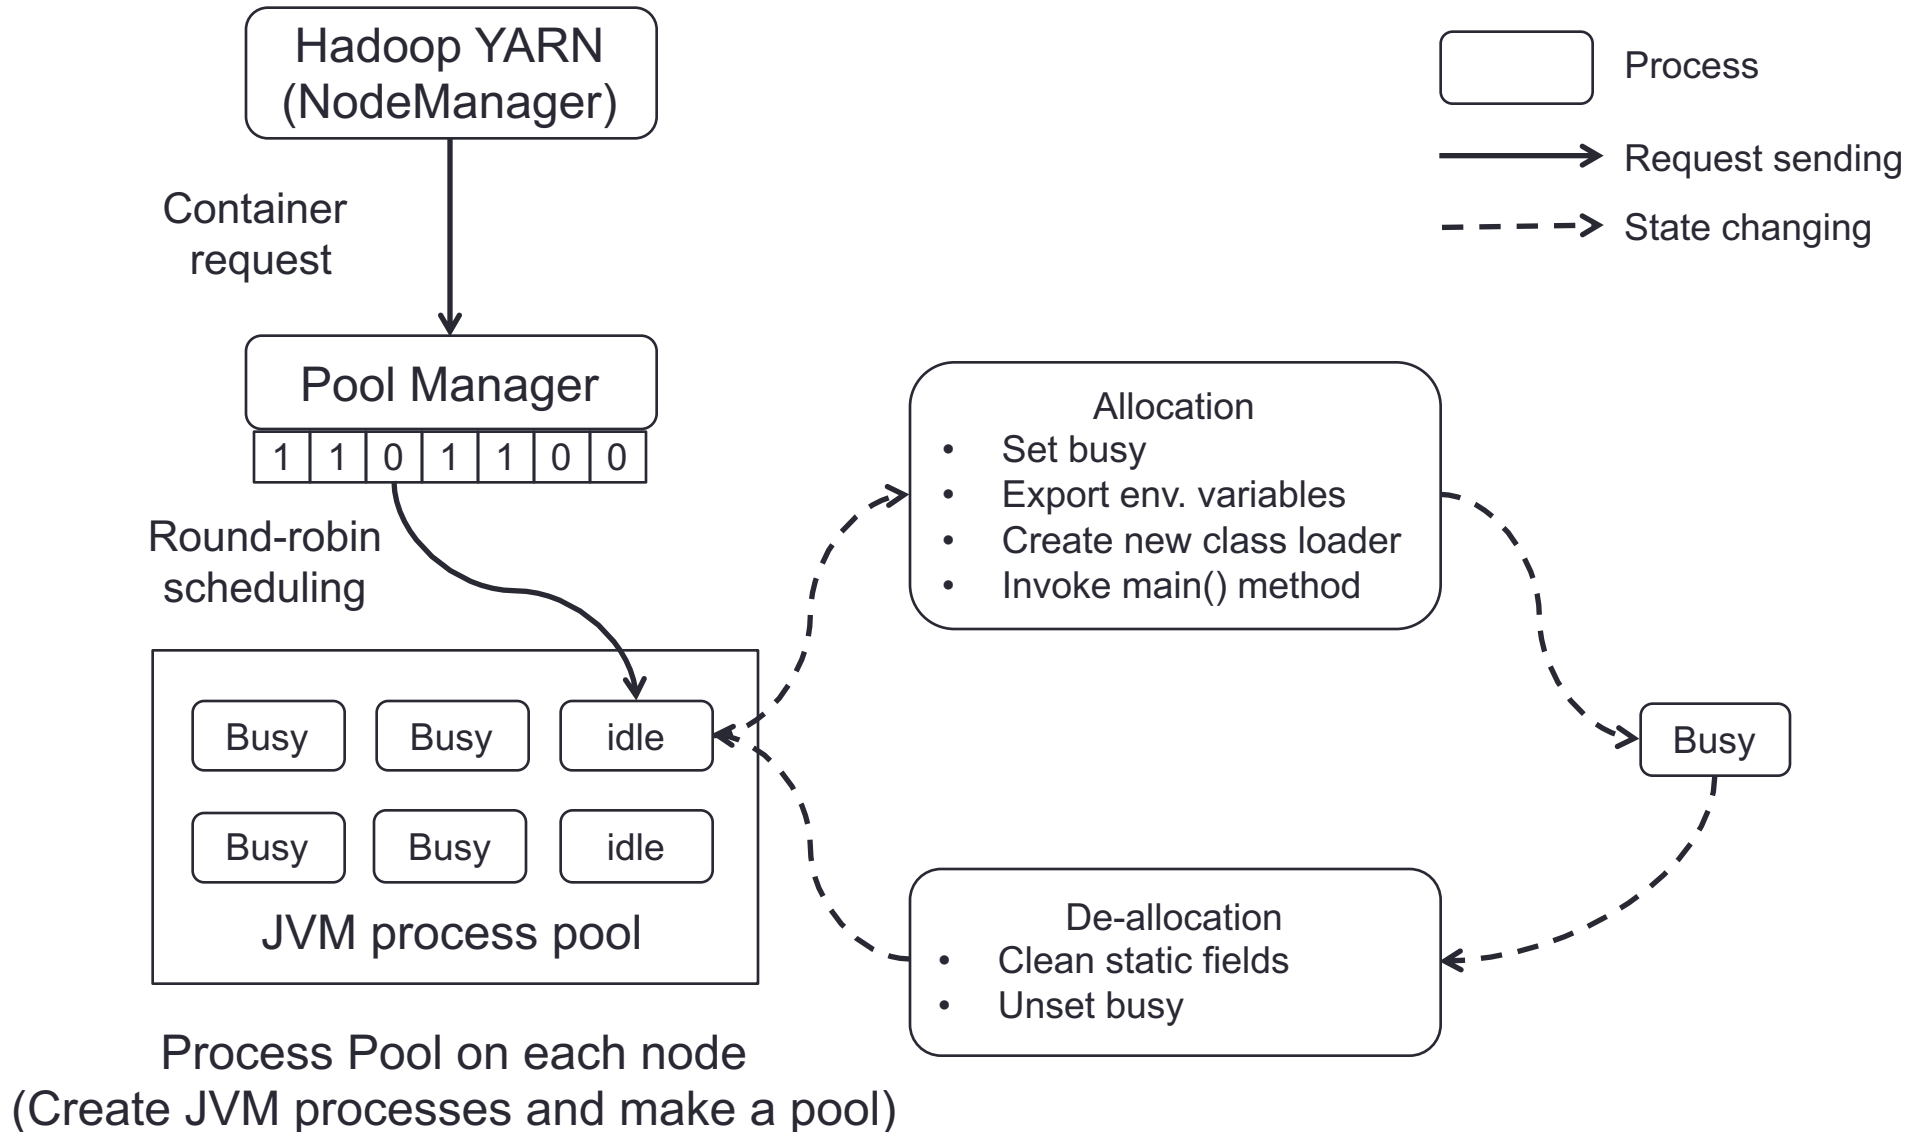 Hadoop YARN
(NodeManager)
Process
Request sending
State changing
Container
request
Pool Manager
1 1 0 1 1 0 0
Round-robin
scheduling
Allocation
• Set busy
• Export env. variables
• Create new class loader
• Invoke main() method
Busy Busy idle
Busy
Busy Busy idle
JVM process pool
De-allocation
• Clean static fields
• Unset busy
Process Pool on each node
(Create JVM processes and make a pool)